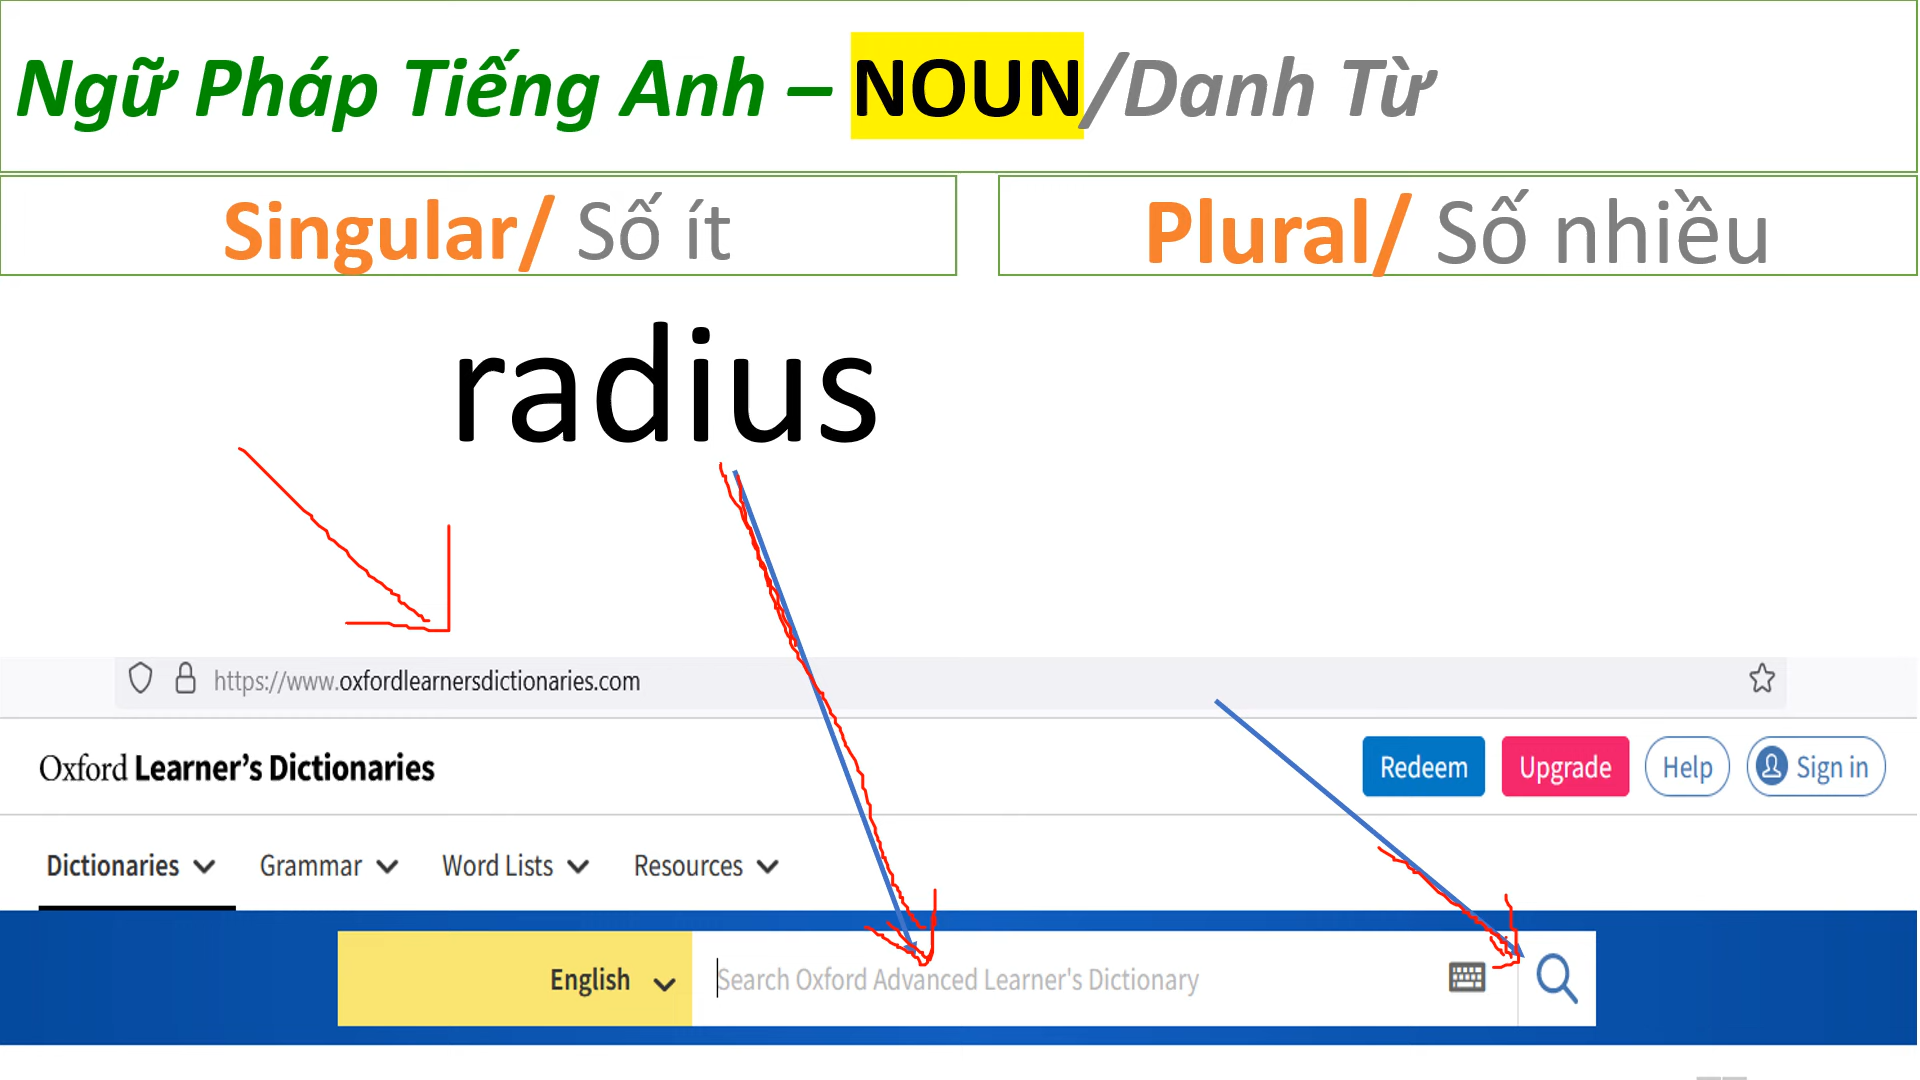 Ngữ Pháp Tiếng Anh – NOUN/Danh Từ
Singular/ Số ít
Plural/ Số nhiều
radius
https://www.oxfordlearnersdictionaries.com
Oxford Learner's Dictionaries
Redeem
Upgrade
Help
Sign in
Dictionaries
Grammar
Word Lists
Resources
English
Search Oxford Advanced Learner's Dictionary